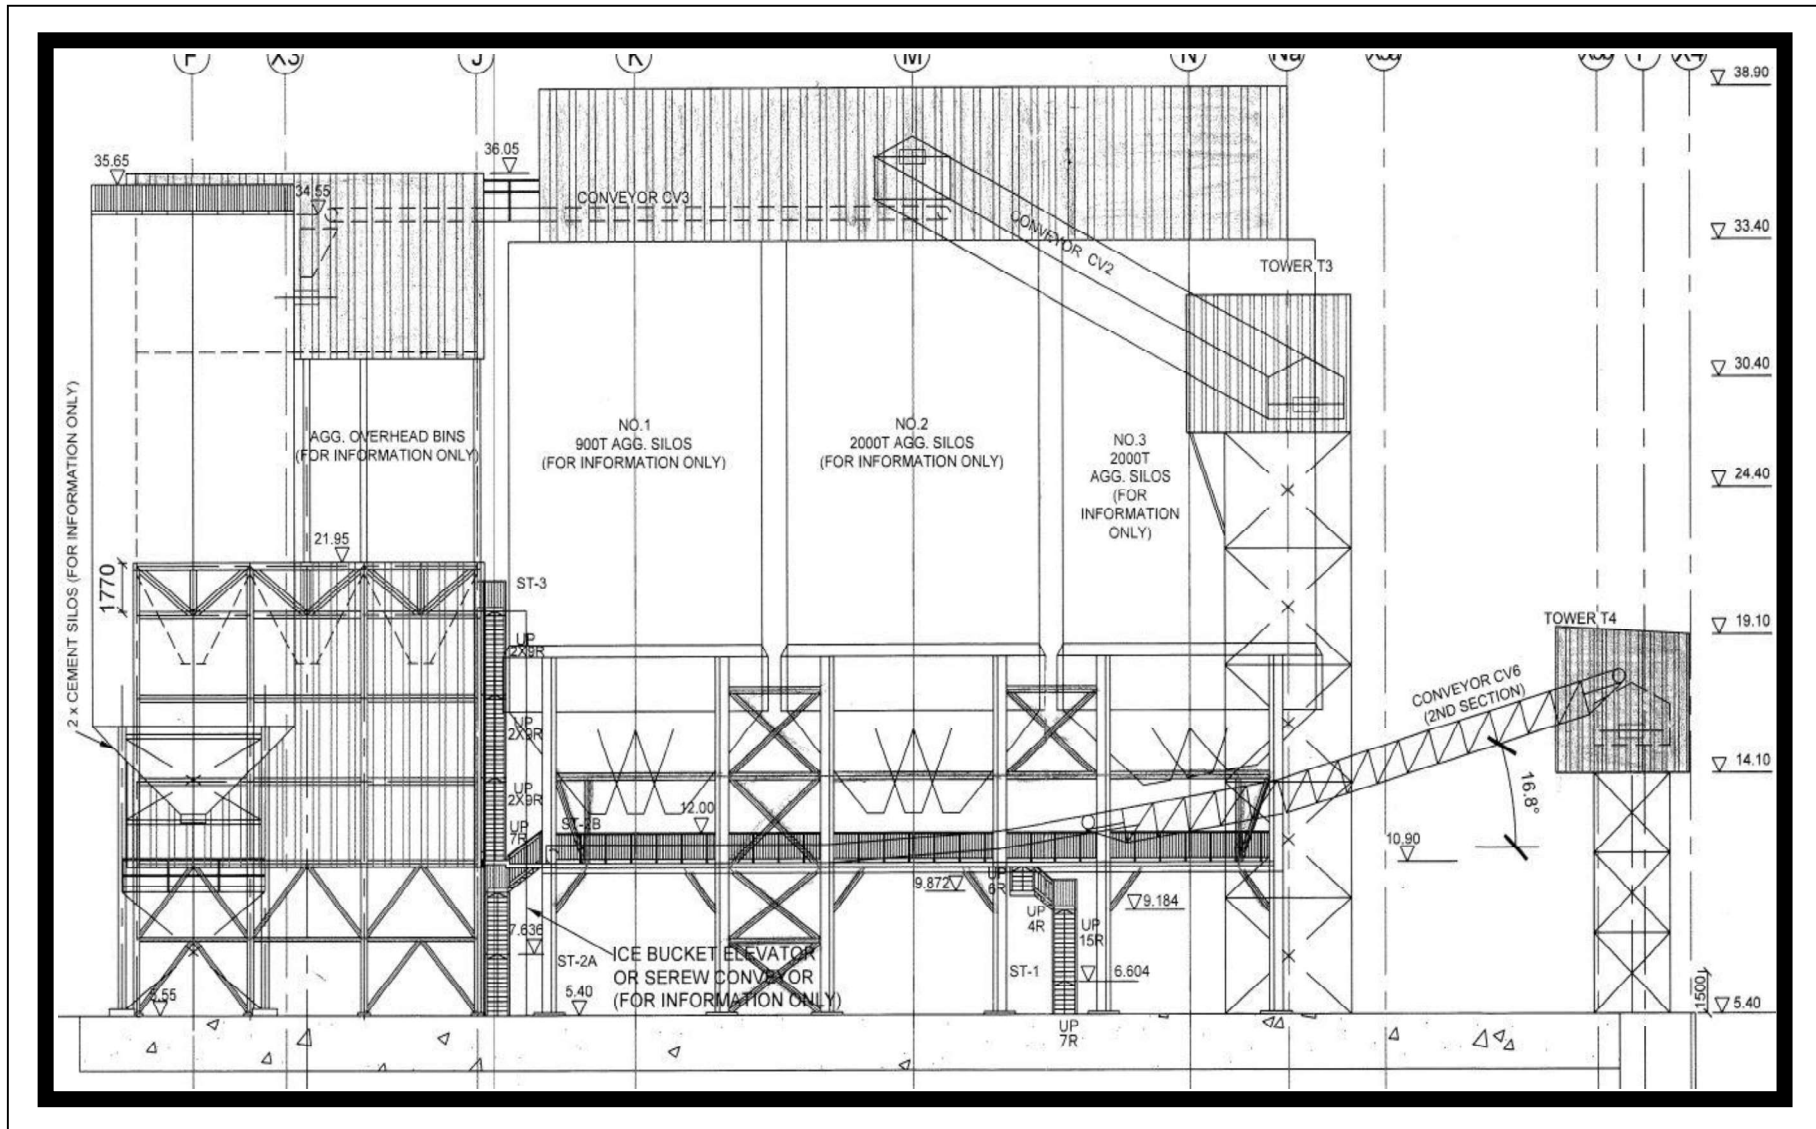 X3
J
K
M
N
Na
X4
38.90
35.65
36.05
34.55
CONVEYOR CV3
CONVEYOR CV2
33.40
TOWER T3
30.40
2 x CEMENT SILOS (FOR INFORMATION ONLY)
AGG. OVERHEAD BINS
(FOR INFORMATION ONLY)
NO.1
900T AGG. SILOS
(FOR INFORMATION ONLY)
NO.2
2000T AGG. SILOS
(FOR INFORMATION ONLY)
NO.3
2000T
AGG. SILOS
(FOR
INFORMATION
ONLY)
24.40
21.95
1770
ST-3
UP
2X9R
TOWER T4
19.10
CONVEYOR CV6
(2ND SECTION)
UP
2X9R
14.10
UP
2X9R
16.8°
UP
7R
ST-2B
12.00
10.90
9.872
UP
6R
9.184
UP
4R
UP
15R
7.636
ST-2A
ICE BUCKET ELEVATOR
OR SEREW CONVEYOR
(FOR INFORMATION ONLY)
ST-1
6.604
5.55
5.40
1500
5.40
UP
7R